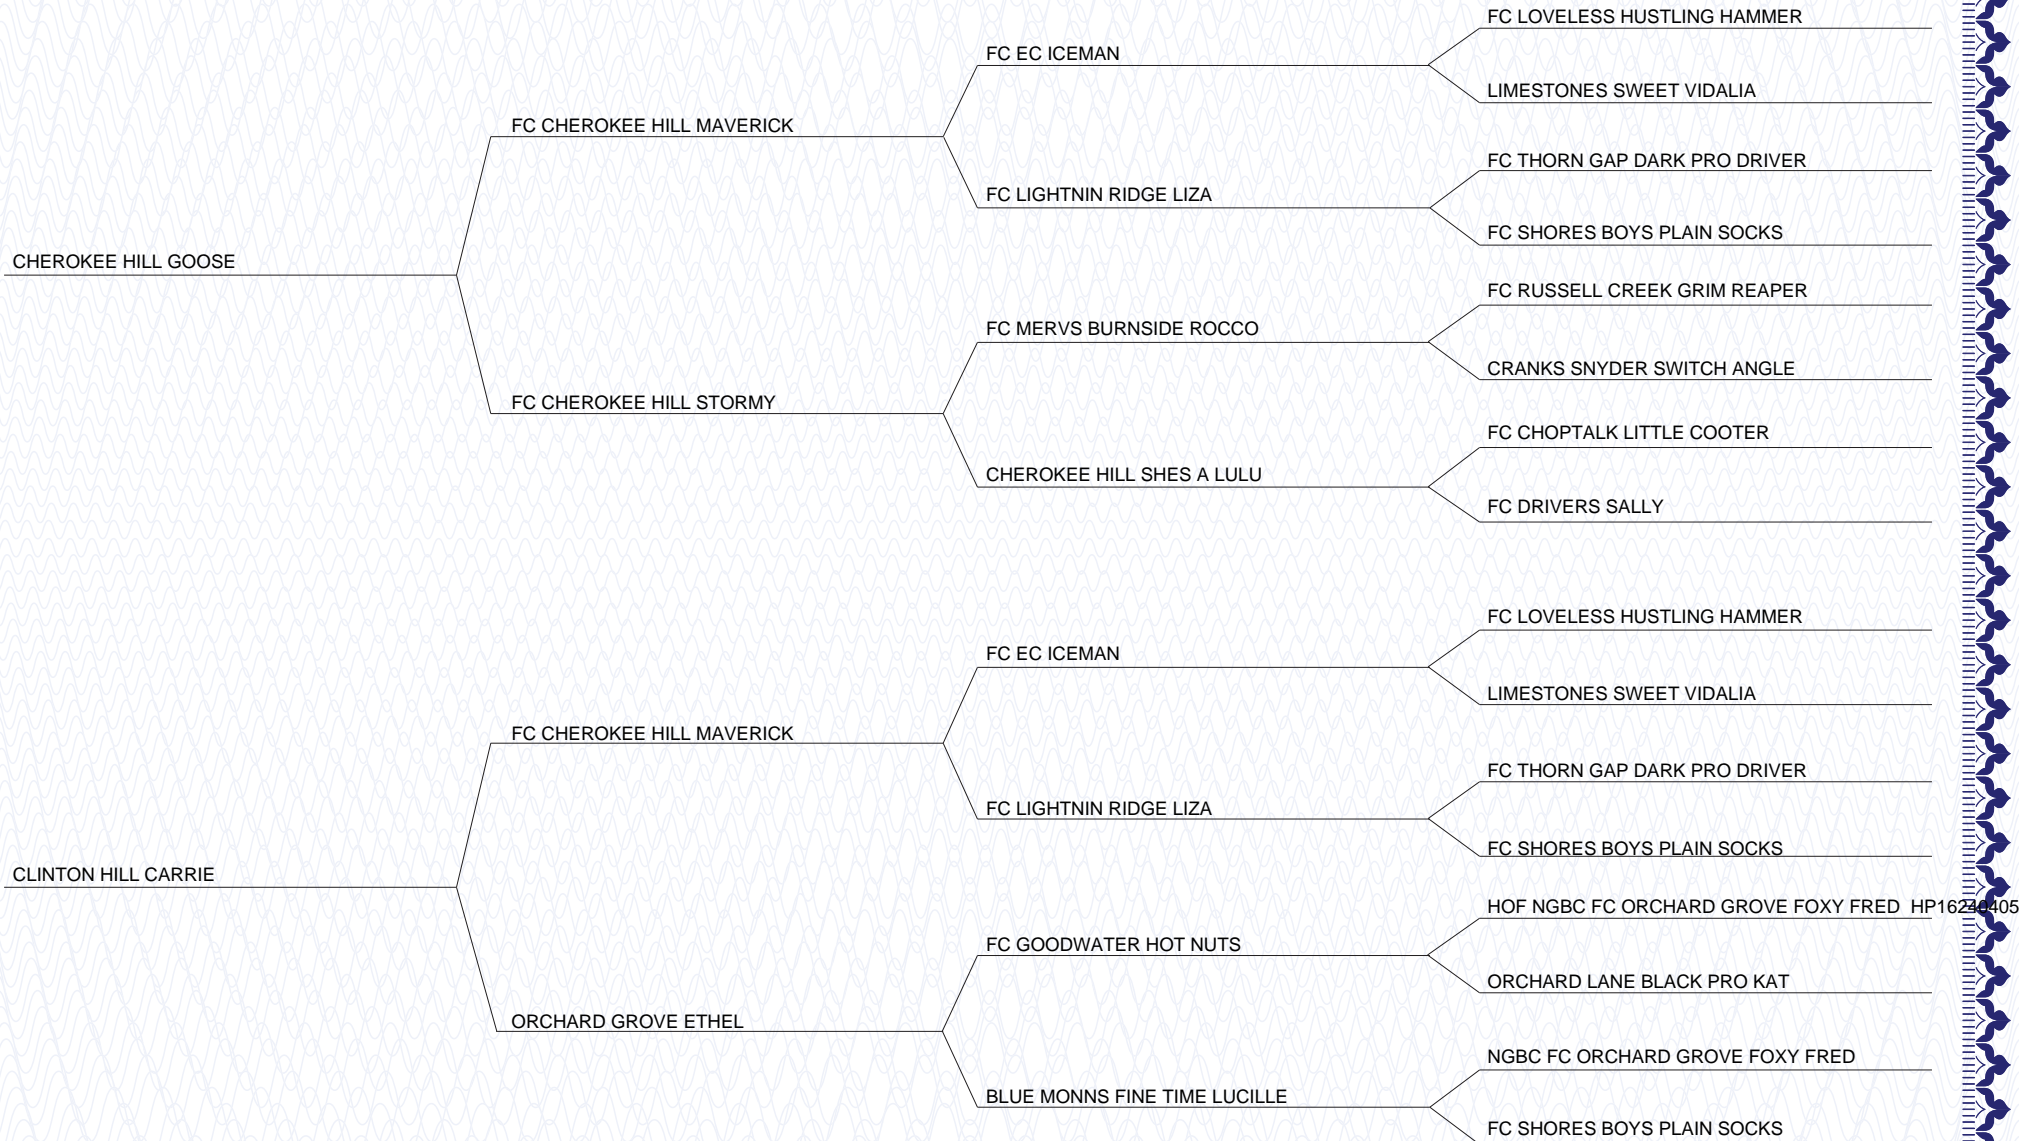 FC LOVELESS HUSTLING HAMMER
FC EC ICEMAN
LIMESTONES SWEET VIDALIA
FC CHEROKEE HILL MAVERICK
FC THORN GAP DARK PRO DRIVER
FC LIGHTNIN RIDGE LIZA
FC SHORES BOYS PLAIN SOCKS
CHEROKEE HILL GOOSE
FC RUSSELL CREEK GRIM REAPER
FC MERVS BURNSIDE ROCCO
CRANKS SNYDER SWITCH ANGLE
FC CHEROKEE HILL STORMY
FC CHOPTALK LITTLE COOTER
CHEROKEE HILL SHES A LULU
FC DRIVERS SALLY
FC LOVELESS HUSTLING HAMMER
FC EC ICEMAN
LIMESTONES SWEET VIDALIA
FC CHEROKEE HILL MAVERICK
FC THORN GAP DARK PRO DRIVER
FC LIGHTNIN RIDGE LIZA
FC SHORES BOYS PLAIN SOCKS
CLINTON HILL CARRIE
HOF NGBC FC ORCHARD GROVE FOXY FRED HP16240405
FC GOODWATER HOT NUTS
ORCHARD LANE BLACK PRO KAT
ORCHARD GROVE ETHEL
NGBC FC ORCHARD GROVE FOXY FRED
BLUE MONNS FINE TIME LUCILLE
FC SHORES BOYS PLAIN SOCKS